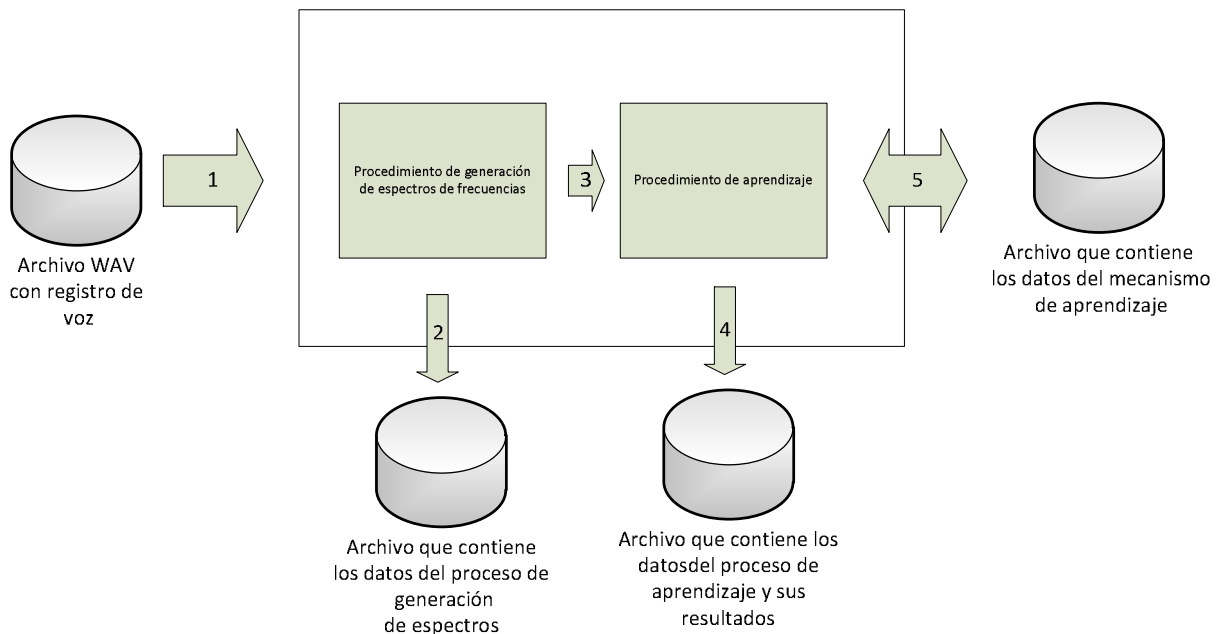 Procedimiento de generación
de espectros de frecuencias
Procedimiento de aprendizaje
1
3
5
Archivo WAV
con registro de
voz
Archivo que contiene
los datos del mecanismo
de aprendizaje
2
4
Archivo que contiene
los datos del proceso de
generación
de espectros
Archivo que contiene los
datosdel proceso de
aprendizaje y sus
resultados